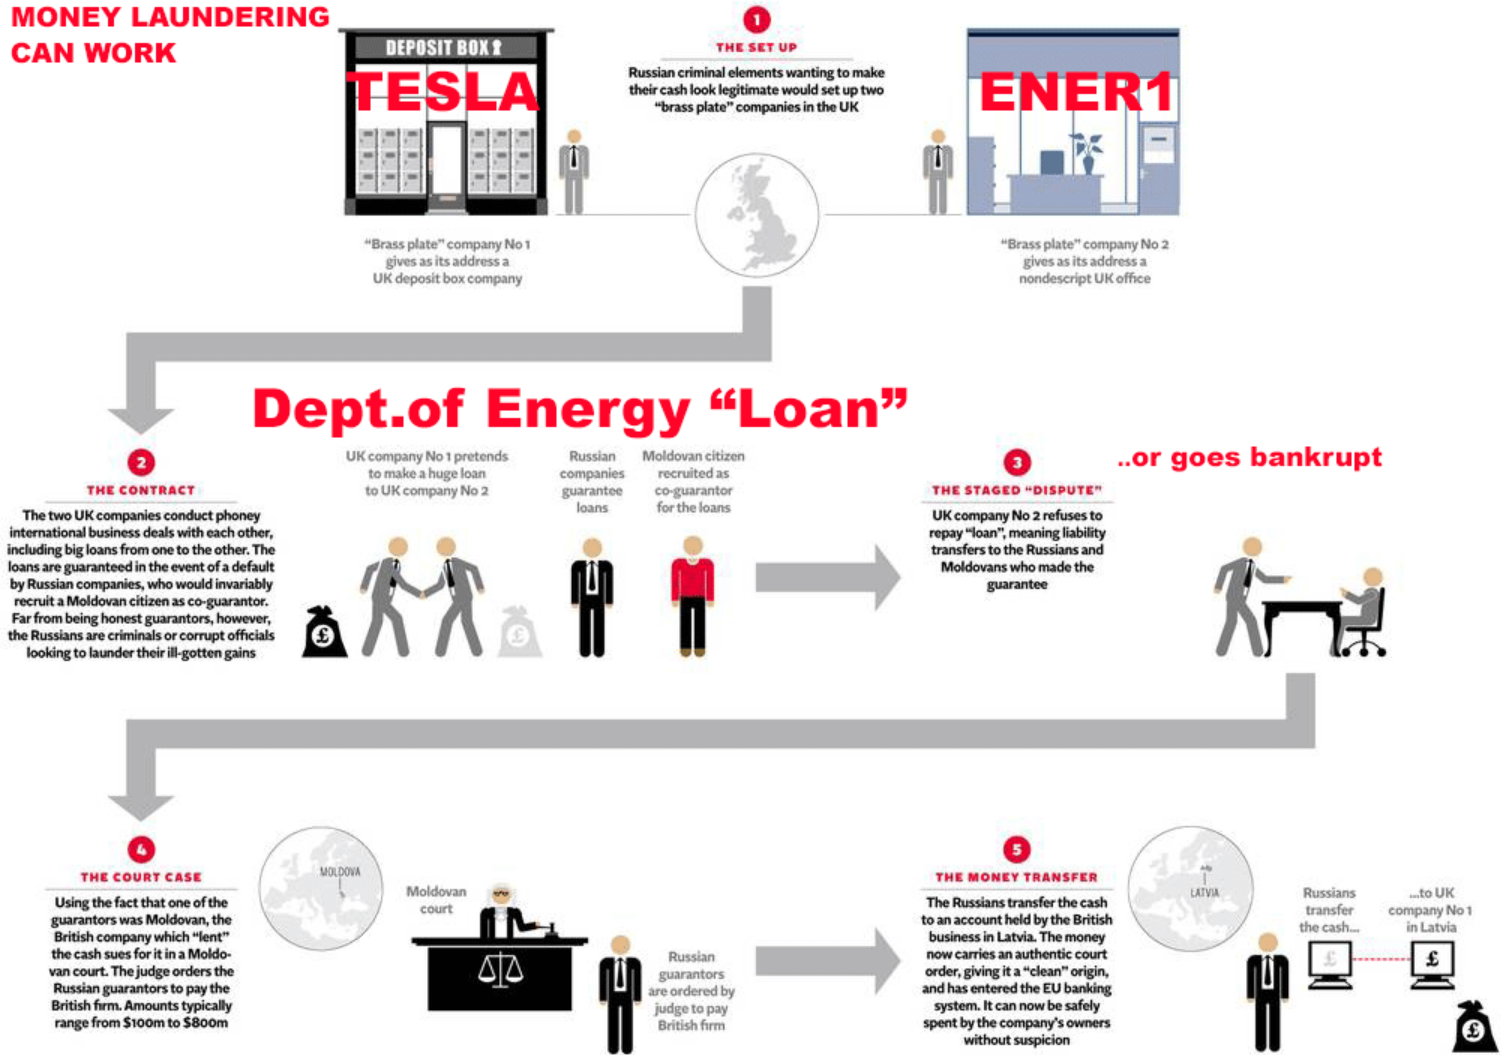 MONEY LAUNDERING
CAN WORK
DEPOSIT BOX
TESLA
1
THE SET UP
Russian criminal elements wanting to make
their cash look legitimate would set up two
“brass plate” companies in the UK
ENER1
“Brass plate” company No 1
gives as its address a
UK deposit box company
“Brass plate” company No 2
gives as its address a
nondescript UK office
Dept.of Energy “Loan”
2
THE CONTRACT
The two UK companies conduct phoney
international business deals with each other,
including big loans from one to the other. The
loans are guaranteed in the event of a default
by Russian companies, who would invariably
recruit a Moldovan citizen as co-guarantor.
Far from being honest guarantors, however,
the Russians are criminals or corrupt officials
looking to launder their ill-gotten gains
UK company No 1 pretends
to make a huge loan
to UK company No 2
Russian
companies
guarantee
loans
Moldovan citizen
recruited as
co-guarantor
for the loans
£
£
3
THE STAGED “DISPUTE”
UK company No 2 refuses to
repay “loan”, meaning liability
transfers to the Russians and
Moldovans who made the
guarantee
..or goes bankrupt
4
THE COURT CASE
Using the fact that one of the
guarantors was Moldovan, the
British company which “lent”
the cash sues for it in a Moldo-
van court. The judge orders the
Russian guarantors to pay the
British firm. Amounts typically
range from $100m to $800m
MOLDOVA
Moldovan
court
Russian
guarantors
are ordered by
judge to pay
British firm
5
THE MONEY TRANSFER
The Russians transfer the cash
to an account held by the British
business in Latvia. The money
now carries an authentic court
order, giving it a “clean” origin,
and has entered the EU banking
system. It can now be safely
spent by the company's owners
without suspicion
LATVIA
Russians
transfer
the cash...
...to UK
company No 1
in Latvia
£
£
£